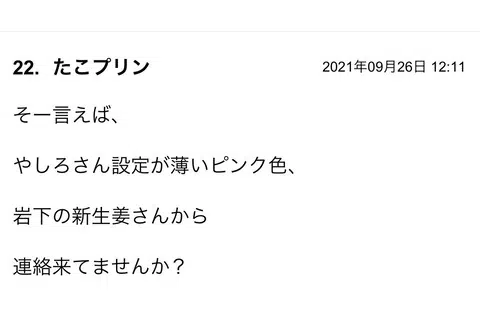 22. たこプリン 2021年09月26日 12:11
そー言えば、
やしろさん設定が薄いピンク色、
岩下の新生姜さんから
連絡来てませんか？